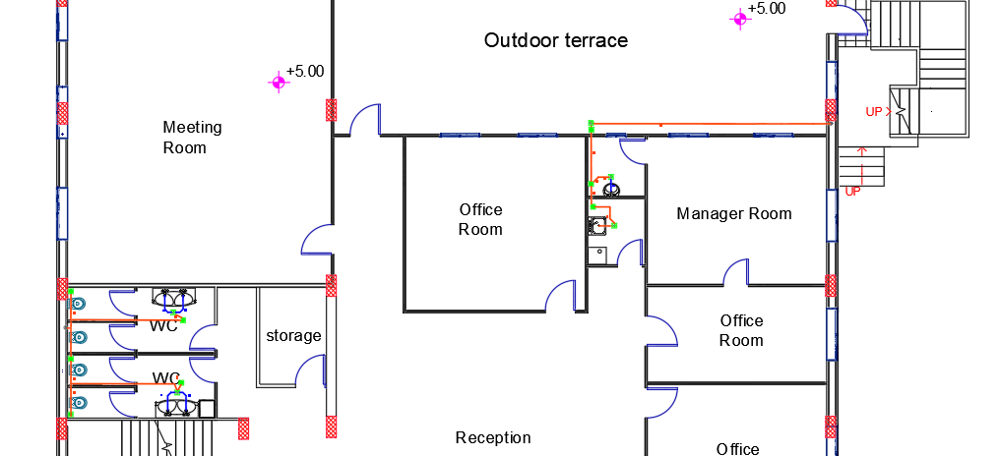 +5.00
Outdoor terrace
+5.00
UP
Meeting
Room
UP
Office
Room
Manager Room
WC
storage
Office
Room
WC
Reception
Office